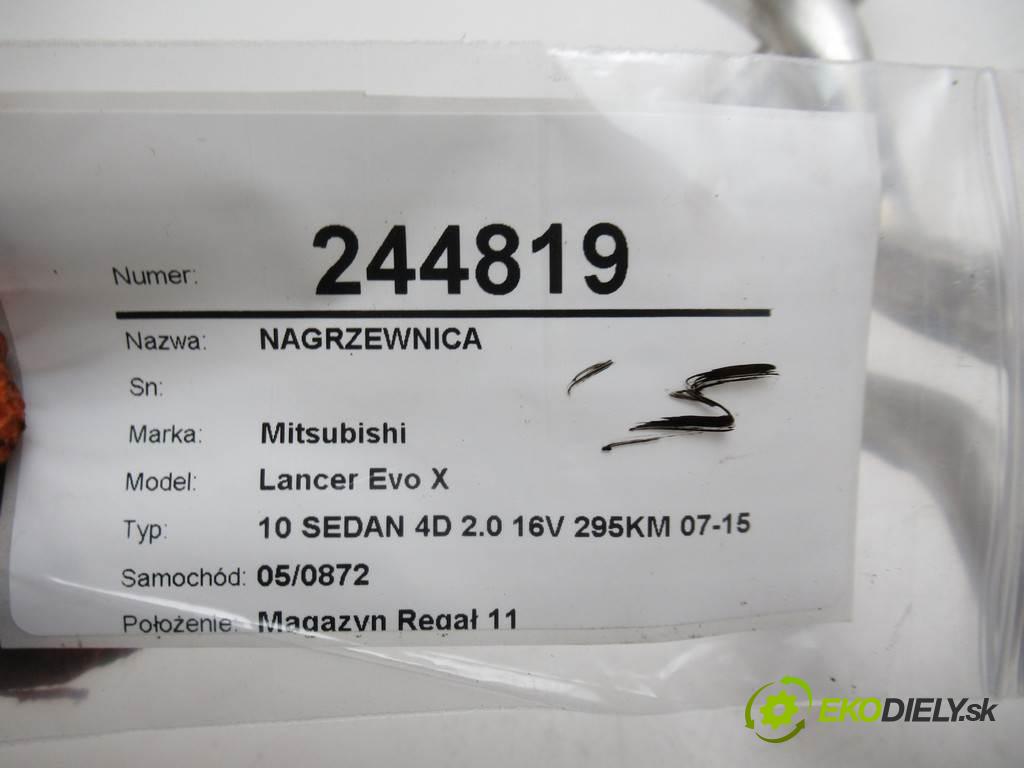 Numer: 244819
Nazwa: NAGRZEWNICA
Sn:
Marka: Mitsubishi
Model: Lancer Evo X
Typ: 10 SEDAN 4D 2.0 16V 295KM 07-15
Samochód: 05/0872
Położenie: Magazyn Regał 11
EKODIELY.sk